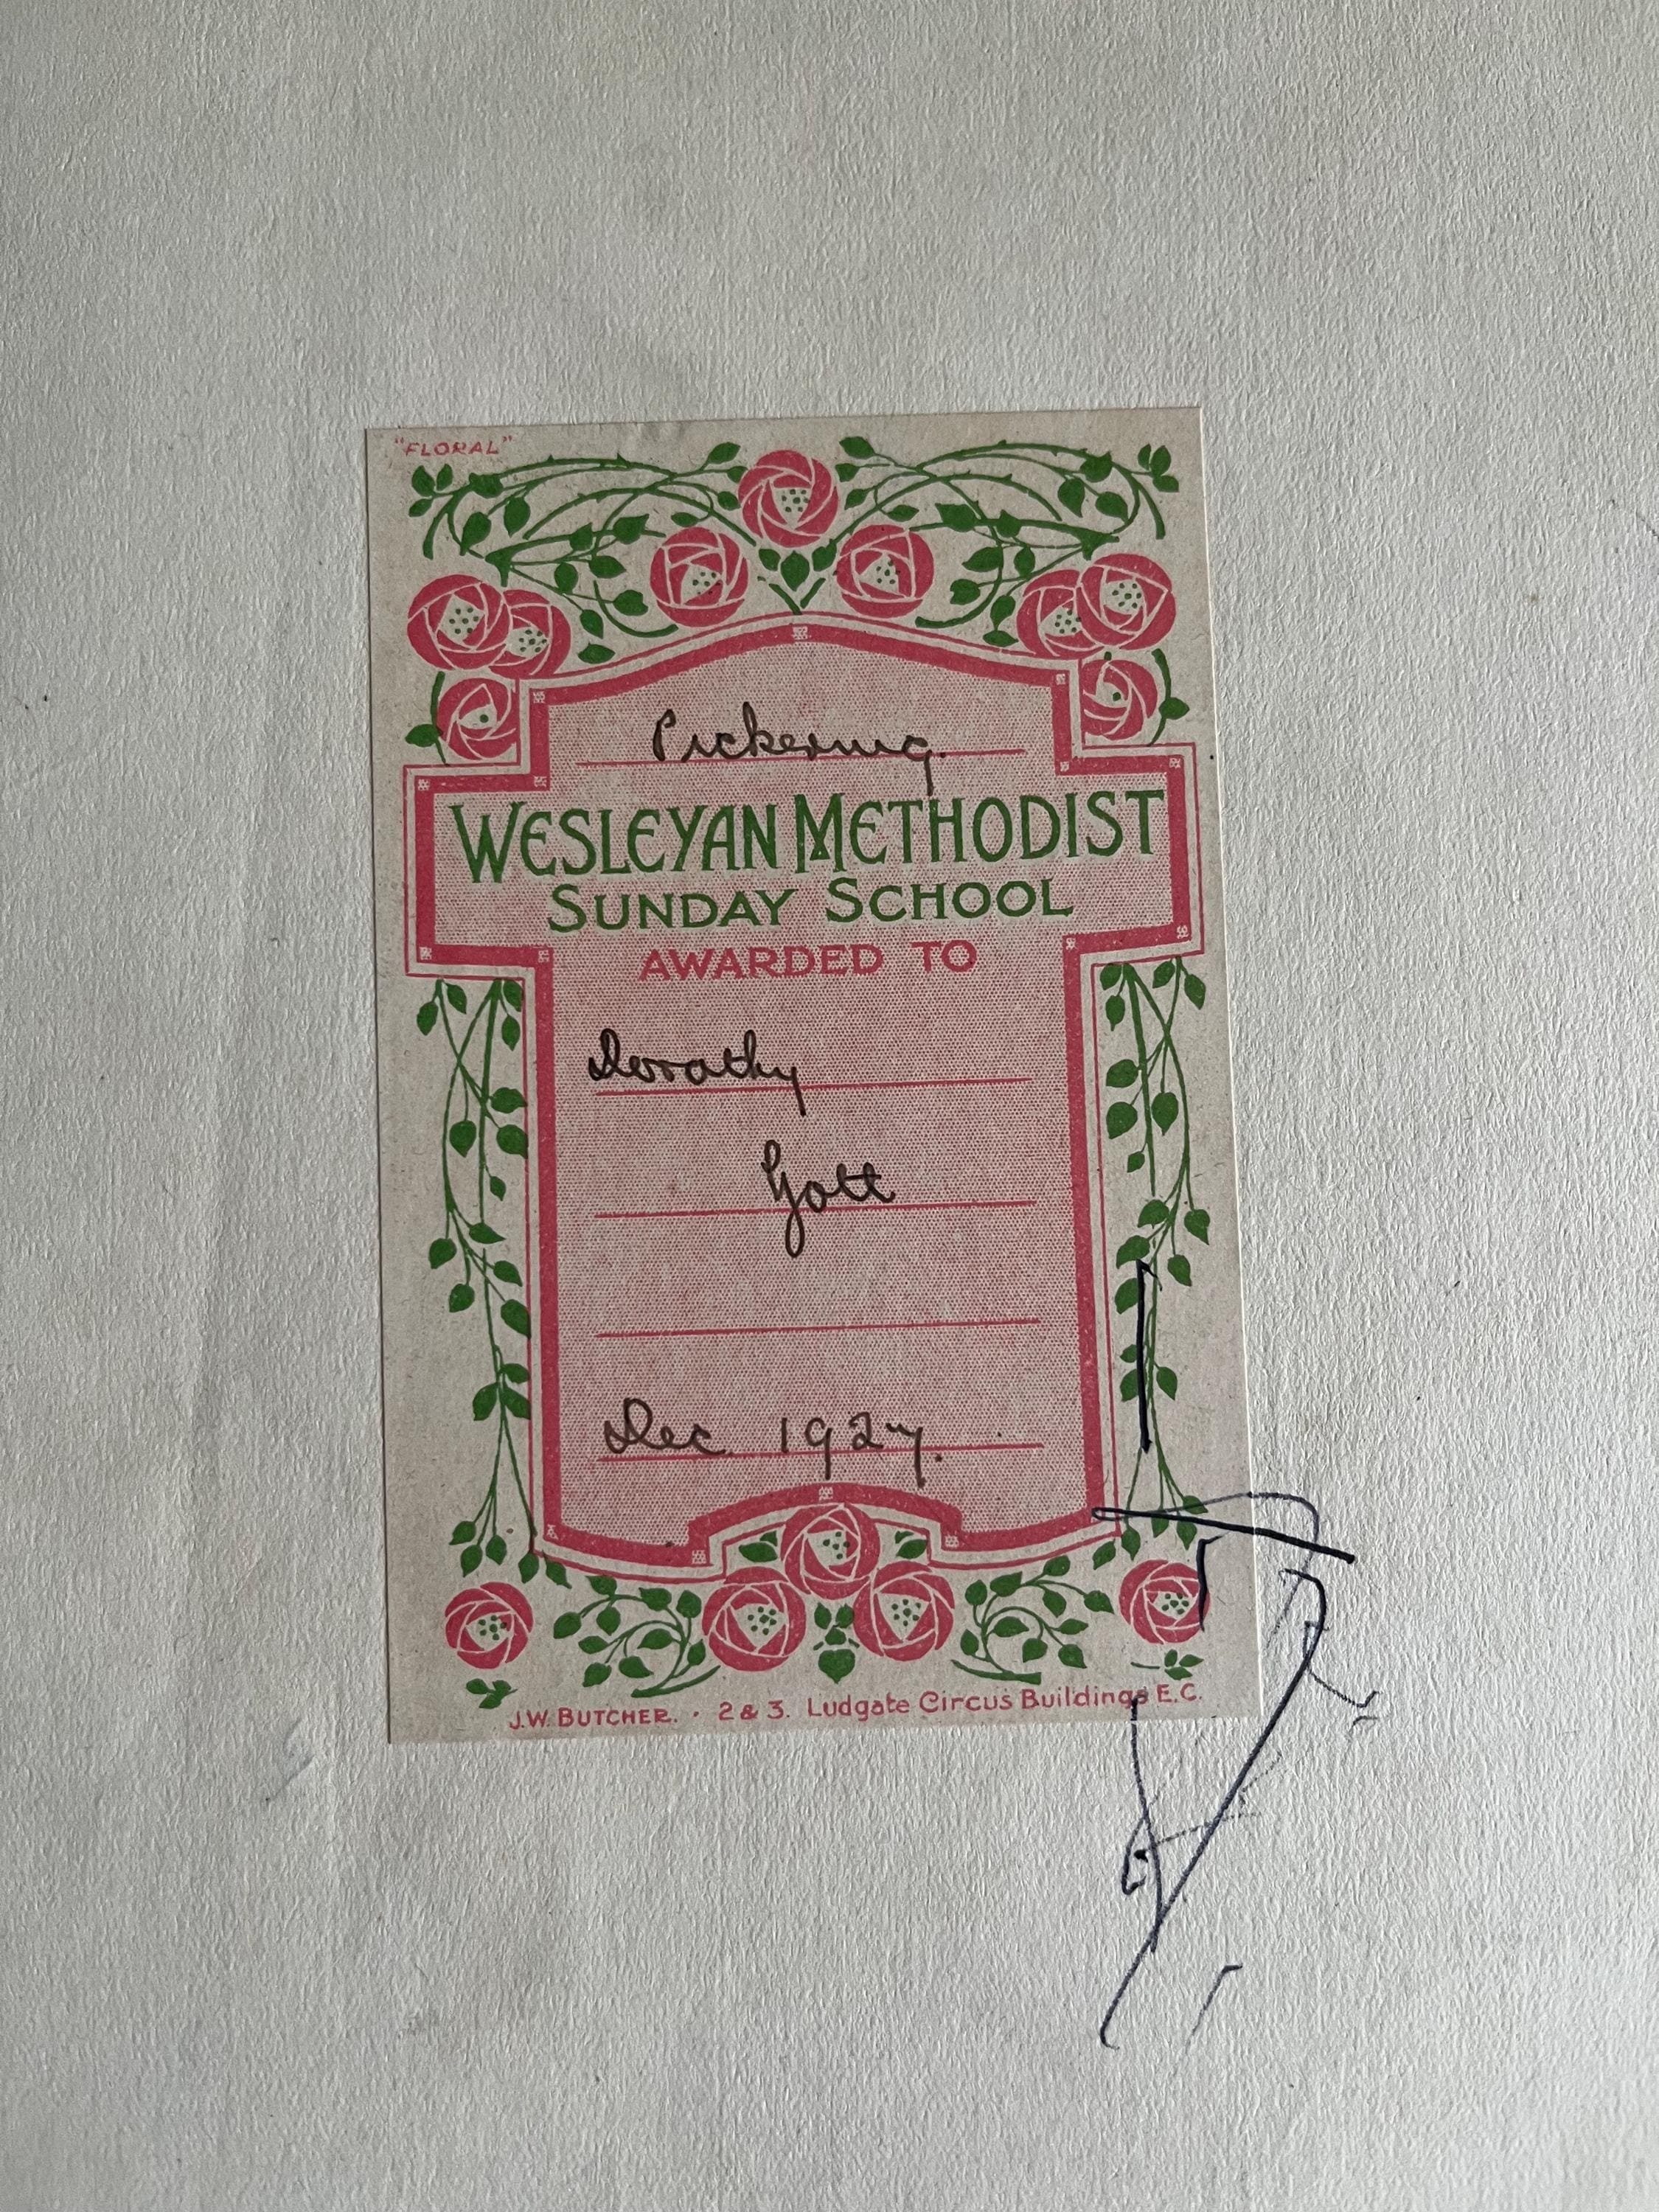 "FLORAL"
Pickering.
WESLEYAN METHODIST
SUNDAY SCHOOL
AWARDED TO
Dorothy
Gott
Dec. 1927.
J.W. BUTCHER. · 2 & 3. Ludgate Circus Buildings E.C.